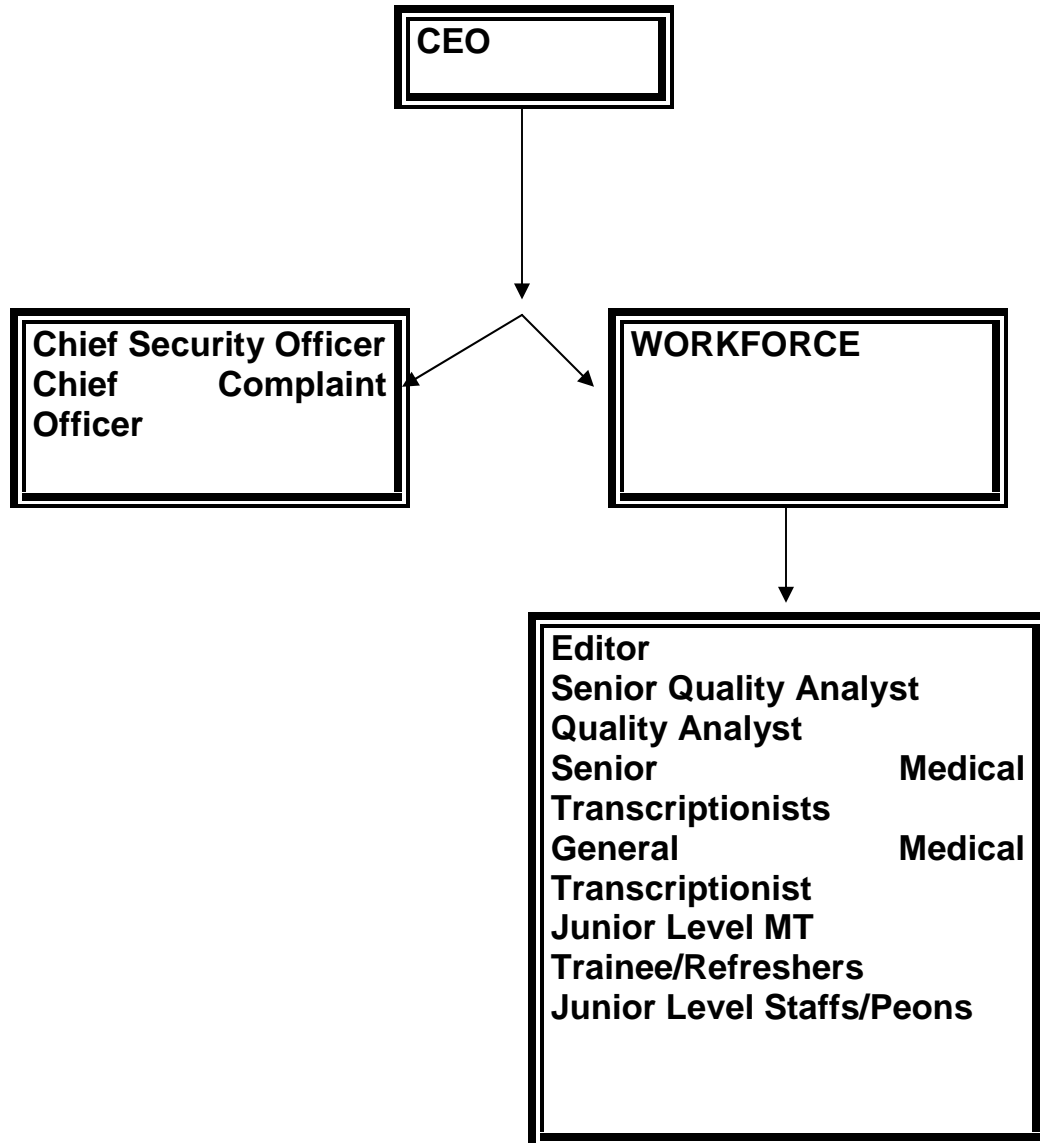 CEO
Chief Security Officer
Chief Complaint
Officer
WORKFORCE
Editor
Senior Quality Analyst
Quality Analyst
Senior Medical
Transcriptionists
General Medical
Transcriptionist
Junior Level MT
Trainee/Refreshers
Junior Level Staffs/Peons